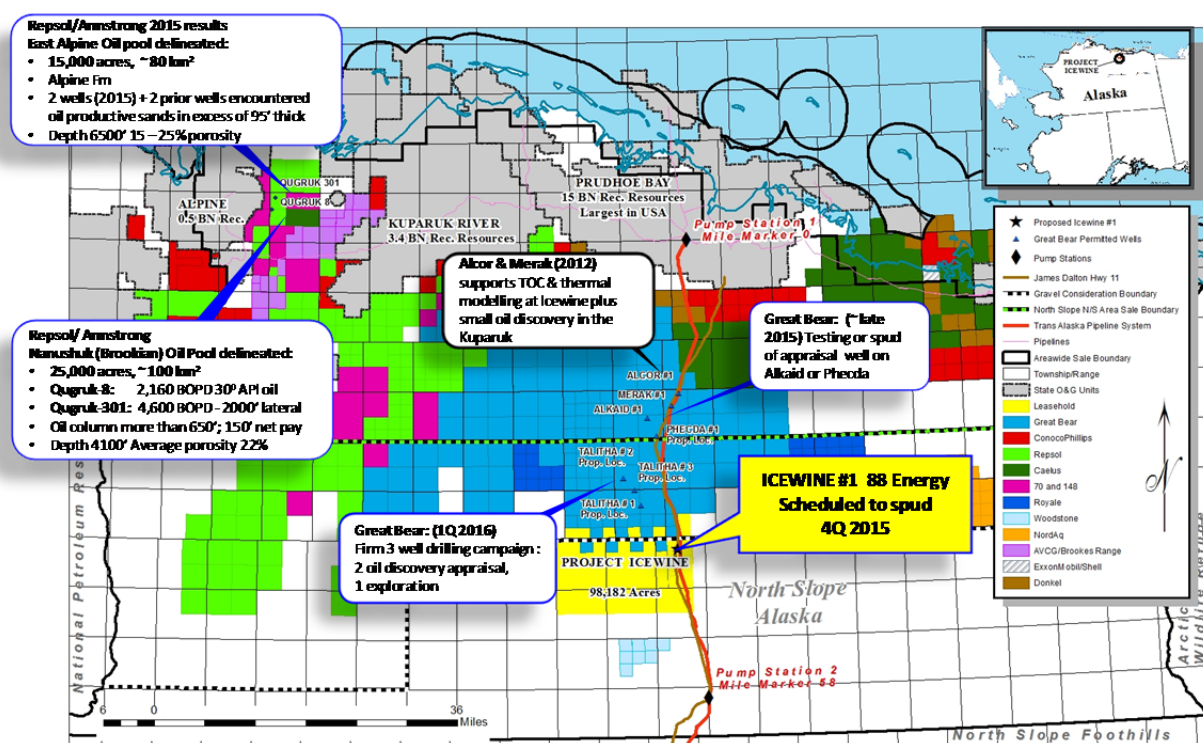 Repsol/Armstrong 2015 results
East Alpine Oil pool delineated:
• 15,000 acres, ~80 km²
• Alpine Fm
• 2 wells (2015) + 2 prior wells encountered
oil productive sands in excess of 95' thick
• Depth 6500' 15 – 25% porosity
PROJECT
ICEWINE
Alaska
QUGRUK 301
QUGRUK 8
ALPINE
0.5 BN Rec.
KUPARUK RIVER
3.4 BN Rec. Resources
PRUDHOE BAY
15 BN Rec. Resources
Largest in USA
Pump Station 1
Mile Marker 0
Alcor & Merak (2012)
supports TOC & thermal
modelling at Icewine plus
small oil discovery in the
Kuparuk
Great Bear: (~late
2015) Testing or spud
of appraisal well on
Alkaid or Phecda
Repsol/ Armstrong
Nanushuk (Brookian) Oil Pool delineated:
• 25,000 acres, ~100 km²
• Qugruk-8: 2,160 BOPD 30⁰ API oil
• Qugruk-301: 4,600 BOPD - 2000' lateral
• Oil column more than 650'; 150' net pay
• Depth 4100' Average porosity 22%
ALGOR #1
MERAK #1
ALKAID #1
PHEGDA #1
Prop. Loc.
TALITHA # 2
Prop. Loc.
TALITHA # 3
Prop. Loc.
TALITHA # 1
Prop. Loc.
ICEWINE #1 88 Energy
Scheduled to spud
4Q 2015
Great Bear: (1Q 2016)
Firm 3 well drilling campaign :
2 oil discovery appraisal,
1 exploration
PROJECT ICEWINE
98,182 Acres
North Slope
Alaska
Pump Station 2
Mile Marker 58
National Petroleum Res
Arctic
Wildlife
North Slope Foothills
6 0 36
Miles
Proposed Icewine #1
Great Bear Permitted Wells
Pump Stations
James Dalton Hwy 11
Gravel Consideration Boundary
North Slope N/S Area Sale Boundary
Trans Alaska Pipeline System
Pipelines
Areawide Sale Boundary
Township/Range
State O&G Units
Leasehold
Great Bear
ConocoPhillips
Repsol
Caelus
70 and 148
Royale
Woodstone
NordAq
AVCG/Brookes Range
ExxonMobil/Shell
Donkel
N